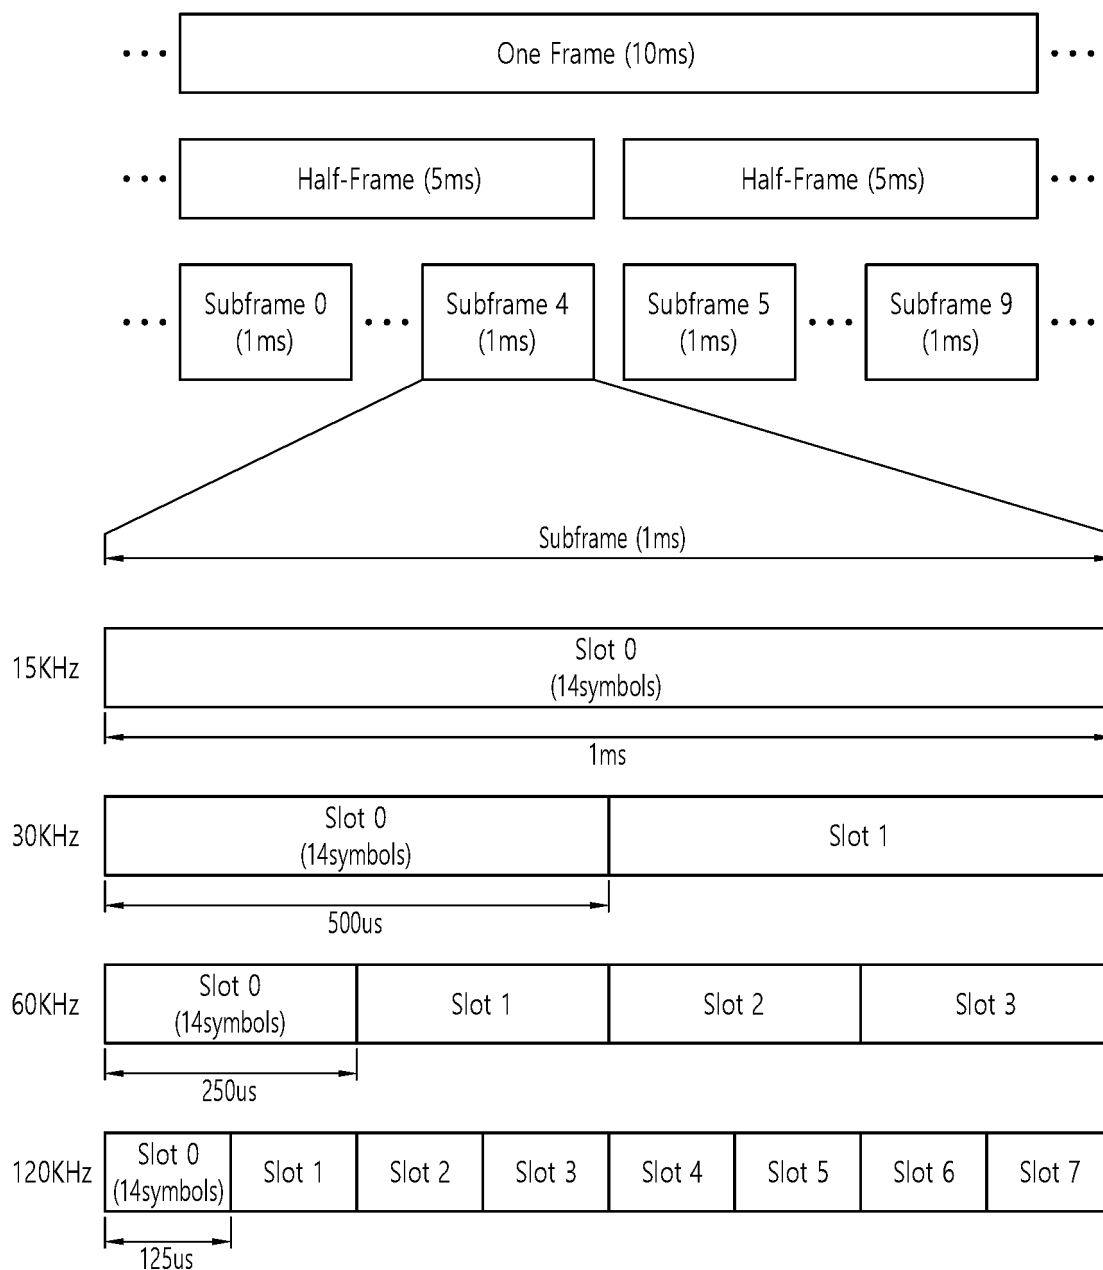 One Frame (10ms)
Half-Frame (5ms)
Half-Frame (5ms)
Subframe 0
(1ms)
Subframe 4
(1ms)
Subframe 5
(1ms)
Subframe 9
(1ms)
Subframe (1ms)
15KHz
Slot 0
(14symbols)
1ms
30KHz
Slot 0
(14symbols)
Slot 1
500us
60KHz
Slot 0
(14symbols)
Slot 1
Slot 2
Slot 3
250us
120KHz
Slot 0
(14symbols)
Slot 1
Slot 2
Slot 3
Slot 4
Slot 5
Slot 6
Slot 7
125us